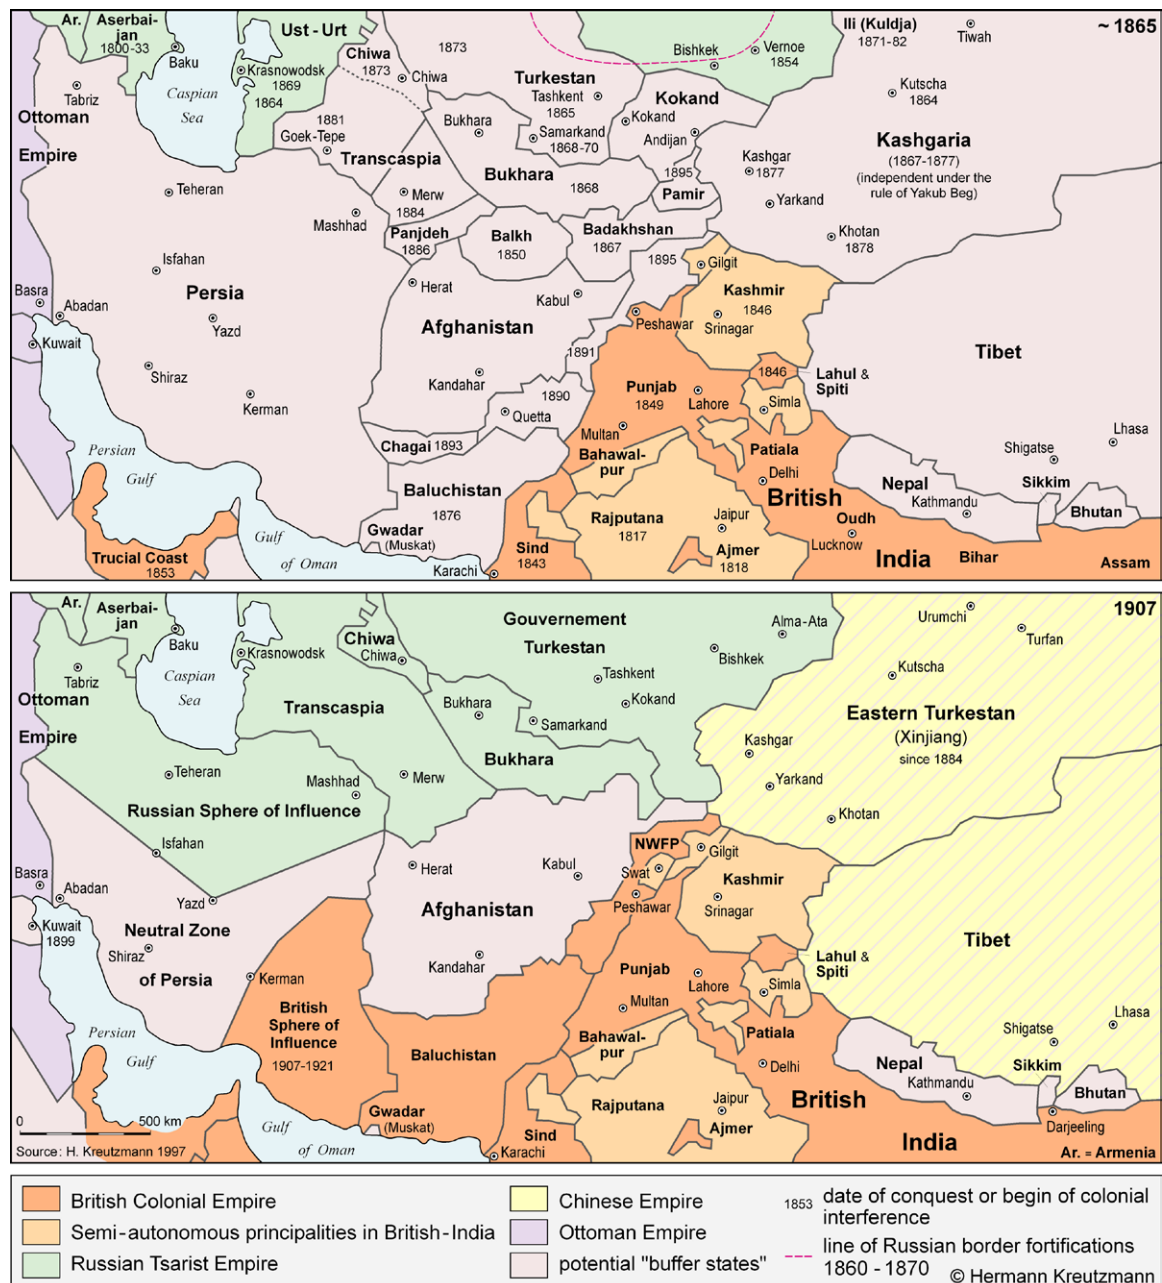 ~ 1865
Ar.
Aserbai-
jan
1800-33
Baku
Tabriz
Ottoman
Empire
Caspian
Sea
Ust - Urt
Krasnowodsk
1869
1864
Chiwa
1873
Chiwa
1873
Turkestan
Tashkent
1865
Samarkand
1868-70
Bishkek
Vernoe
1854
Ili (Kuldja)
1871-82
Tiwah
Kutscha
1864
Kokand
Kokand
Andijan
1895
Pamir
Kashgaria
(1867-1877)
(independent under the
rule of Yakub Beg)
Kashgar
1877
Yarkand
Khotan
1878
1881
Goek-Tepe
Transcaspia
Merw
1884
Bukhara
Bukhara
1868
Teheran
Mashhad
Panjdeh
1886
Balkh
1850
Badakhshan
1867
1895
Isfahan
Persia
Yazd
Basra
Abadan
Kuwait
Shiraz
Kerman
Herat
Kabul
Afghanistan
Kandahar
1891
1890
Quetta
Chagai 1893
Baluchistan
1876
Gwadar
(Muskat)
Karachi
Persian
Gulf
Gulf
of Oman
Trucial Coast
1853
Gilgit
Kashmir
1846
Srinagar
Peshawar
Punjab
1849
Lahore
Multan
1846
Lahul &
Spiti
Simla
Patiala
Delhi
Bahawal-
pur
Rajputana
1817
Jaipur
Ajmer
1818
Sind
1843
British
India
Oudh
Lucknow
Bihar
Assam
Tibet
Lhasa
Shigatse
Nepal
Kathmandu
Sikkim
Bhutan
1907
Ar.
Aserbai-
jan
Baku
Tabriz
Ottoman
Empire
Caspian
Sea
Krasnowodsk
Chiwa
Chiwa
Gouvernement
Turkestan
Alma-Ata
Bishkek
Tashkent
Kokand
Samarkand
Bukhara
Bukhara
Transcaspia
Merw
Urumchi
Turfan
Kutscha
Eastern Turkestan
(Xinjiang)
since 1884
Kashgar
Yarkand
Khotan
Teheran
Mashhad
Russian Sphere of Influence
Isfahan
Yazd
Basra
Abadan
Kuwait
1899
Neutral Zone
of Persia
Shiraz
Kerman
British
Sphere of
Influence
1907-1921
Herat
Kabul
Afghanistan
Kandahar
NWFP
Swat
Peshawar
Gilgit
Kashmir
Srinagar
Punjab
Lahore
Multan
Lahul &
Spiti
Simla
Patiala
Delhi
Bahawal-
pur
Baluchistan
Gwadar
(Muskat)
Karachi
Sind
Rajputana
Jaipur
Ajmer
British
India
Tibet
Lhasa
Shigatse
Nepal
Kathmandu
Sikkim
Bhutan
Darjeeling
Persian
Gulf
Gulf
of Oman
0 500 km
Source: H. Kreutzmann 1997
Ar. = Armenia
British Colonial Empire
Semi-autonomous principalities in British-India
Russian Tsarist Empire
Chinese Empire
Ottoman Empire
potential "buffer states"
1853 date of conquest or begin of colonial
interference
line of Russian border fortifications
1860 - 1870
© Hermann Kreutzmann